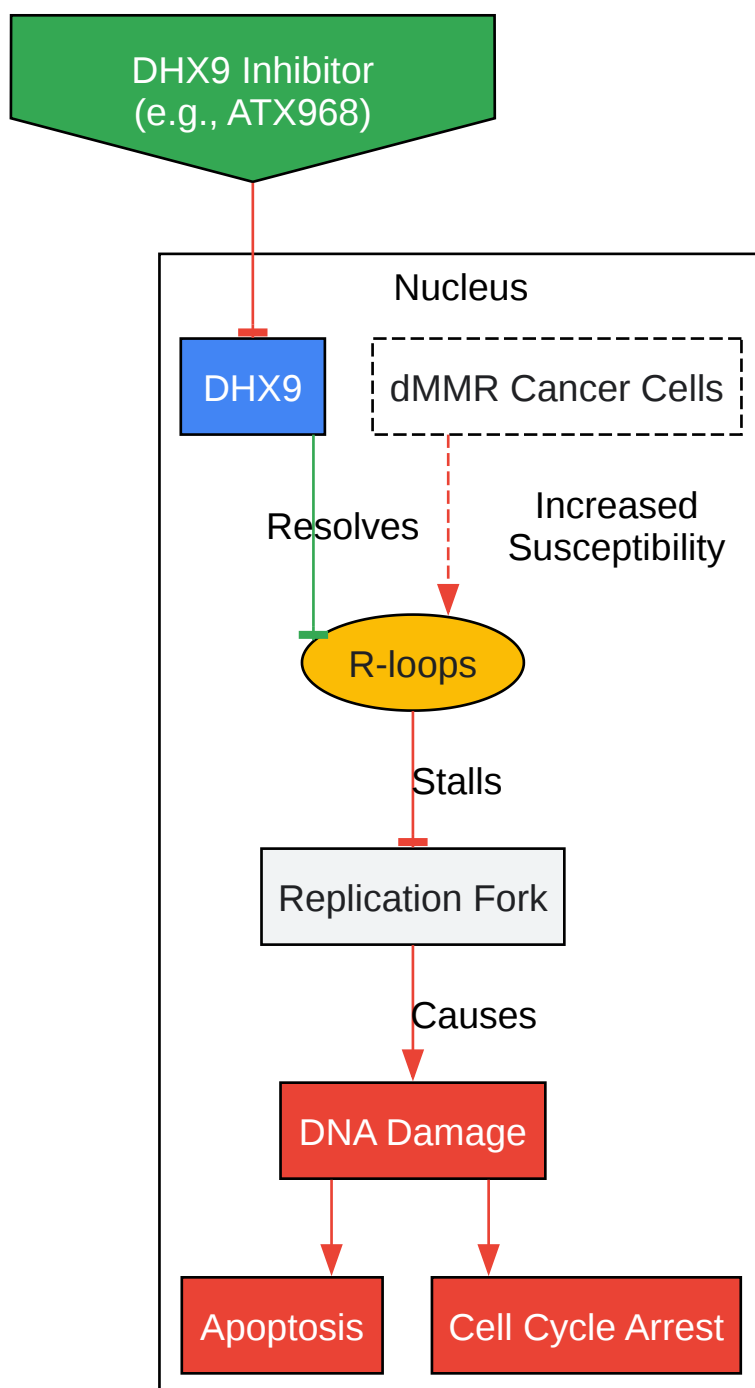 DHX9 Inhibitor
(e.g., ATX968)
Nucleus
DHX9
dMMR Cancer Cells
Resolves
Increased
Susceptibility
R-loops
Stalls
Replication Fork
Causes
DNA Damage
Apoptosis
Cell Cycle Arrest